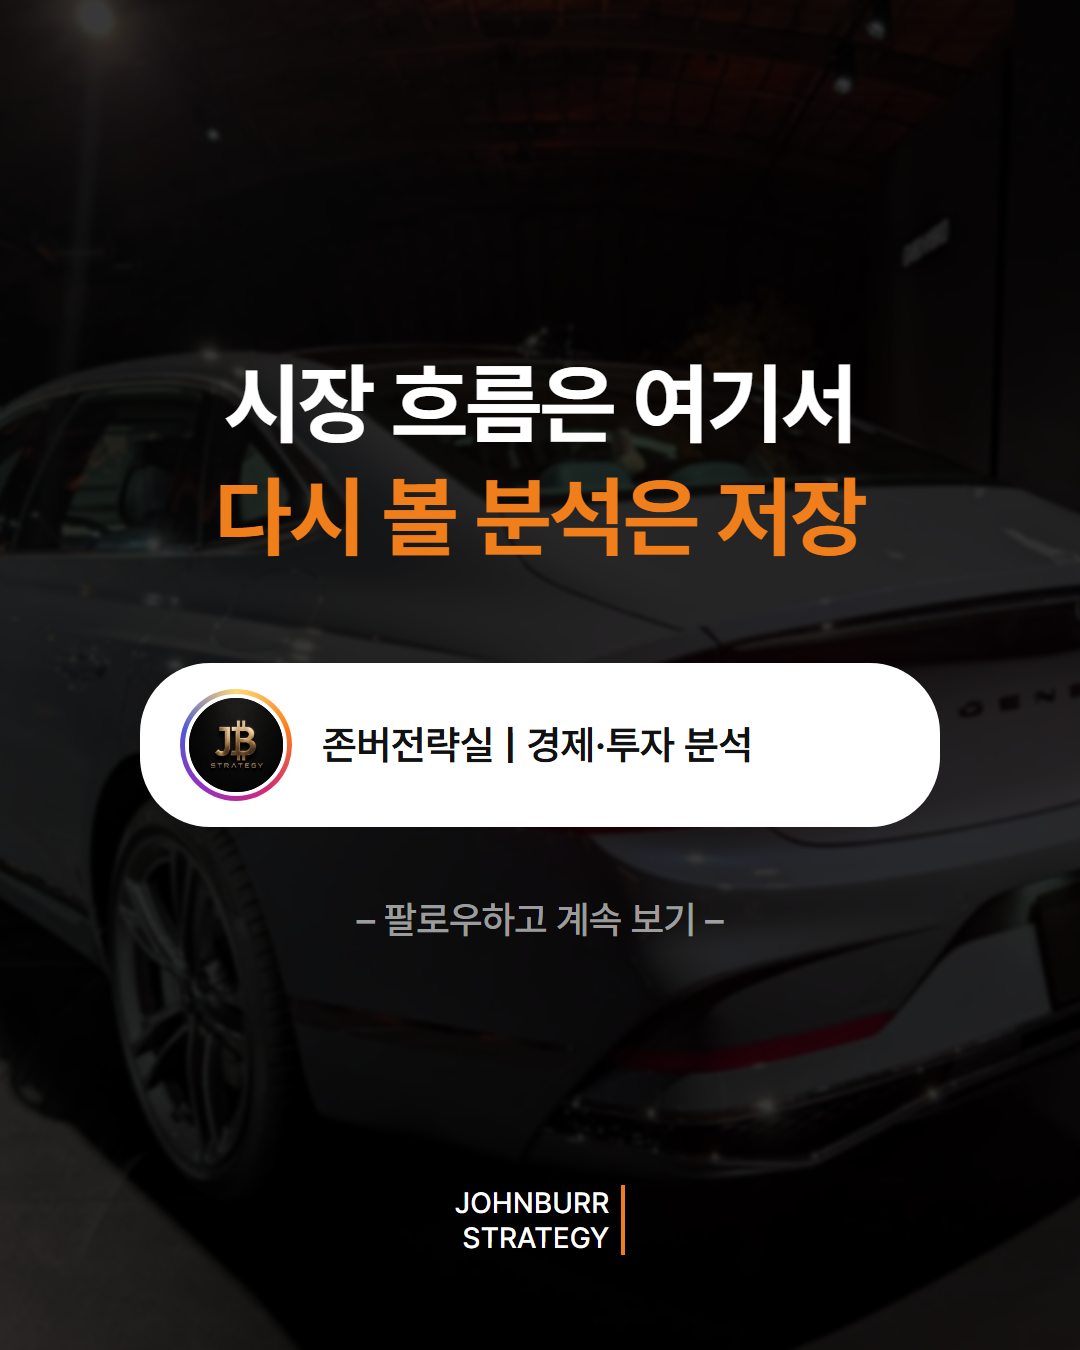 시장 흐름은 여기서
다시 볼 분석은 저장
JB
STRATEGY
존버전략실 | 경제·투자 분석
– 팔로우하고 계속 보기 –
JOHNBURR
STRATEGY